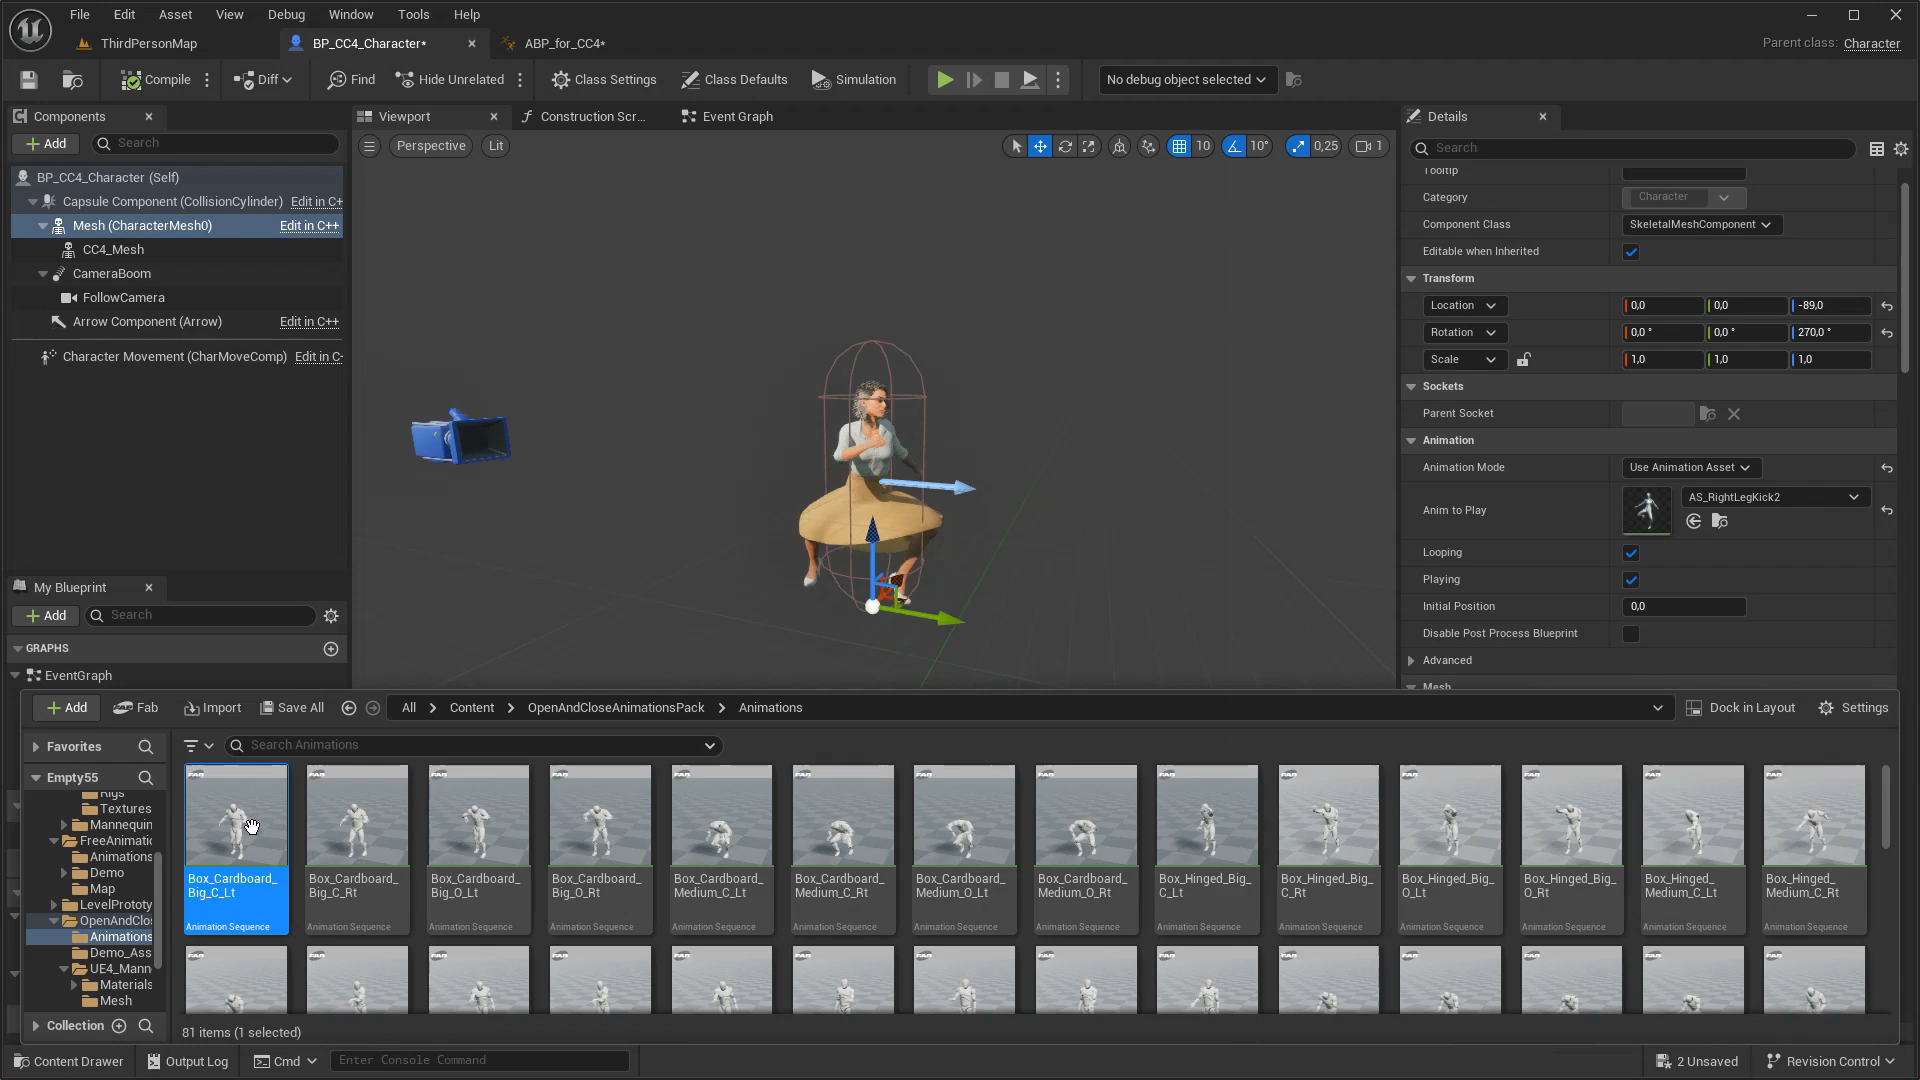 File Edit Asset View Debug Window Tools Help
ThirdPersonMap BP_CC4_Character* ABP_for_CC4* Parent class: Character
Compile Diff Find Hide Unrelated Class Settings Class Defaults Simulation No debug object selected
Components Viewport Construction Scr... Event Graph Details
Add Search Perspective Lit 10 10° 0,25 1 Search
Tooltip
BP_CC4_Character (Self) Category Character
Capsule Component (CollisionCylinder) Edit in C+
Mesh (CharacterMesh0) Edit in C++ Component Class SkeletalMeshComponent
CC4_Mesh Editable when Inherited
CameraBoom Transform
FollowCamera Location 0,0 0,0 -89,0
Arrow Component (Arrow) Edit in C++ Rotation 0,0 ° 0,0 ° 270,0 °
Character Movement (CharMoveComp) Edit in C- Scale 1,0 1,0 1,0
Sockets
Parent Socket
Animation
Animation Mode Use Animation Asset
Anim to Play AS_RightLegKick2
Looping
Playing
My Blueprint Initial Position 0,0
Add Search Disable Post Process Blueprint
GRAPHS Advanced
EventGraph Mesh
Add Fab Import Save All All Content OpenAndCloseAnimationsPack Animations Dock in Layout Settings
Favorites Search Animations
Empty55
Rigs
Textures
Mannequin
FreeAnimatic
Animations
Demo
Map
LevelPrototy
OpenAndClos
Animations
Demo_Ass
UE4_Mann
Materials
Mesh
Collection
Box_Cardboard_ Box_Cardboard_ Box_Cardboard_ Box_Cardboard_ Box_Cardboard_ Box_Cardboard_ Box_Cardboard_ Box_Cardboard_ Box_Hinged_Big_ Box_Hinged_Big_ Box_Hinged_Big_ Box_Hinged_Big_ Box_Hinged_ Box_Hinged_
Big_C_Lt Big_C_Rt Big_O_Lt Big_O_Rt Medium_C_Lt Medium_C_Rt Medium_O_Lt Medium_O_Rt C_Lt C_Rt O_Lt O_Rt Medium_C_Lt Medium_C_Rt
Animation Sequence Animation Sequence Animation Sequence Animation Sequence Animation Sequence Animation Sequence Animation Sequence Animation Sequence Animation Sequence Animation Sequence Animation Sequence Animation Sequence Animation Sequence Animation Sequence
81 items (1 selected)
Content Drawer Output Log Cmd Enter Console Command 2 Unsaved Revision Control